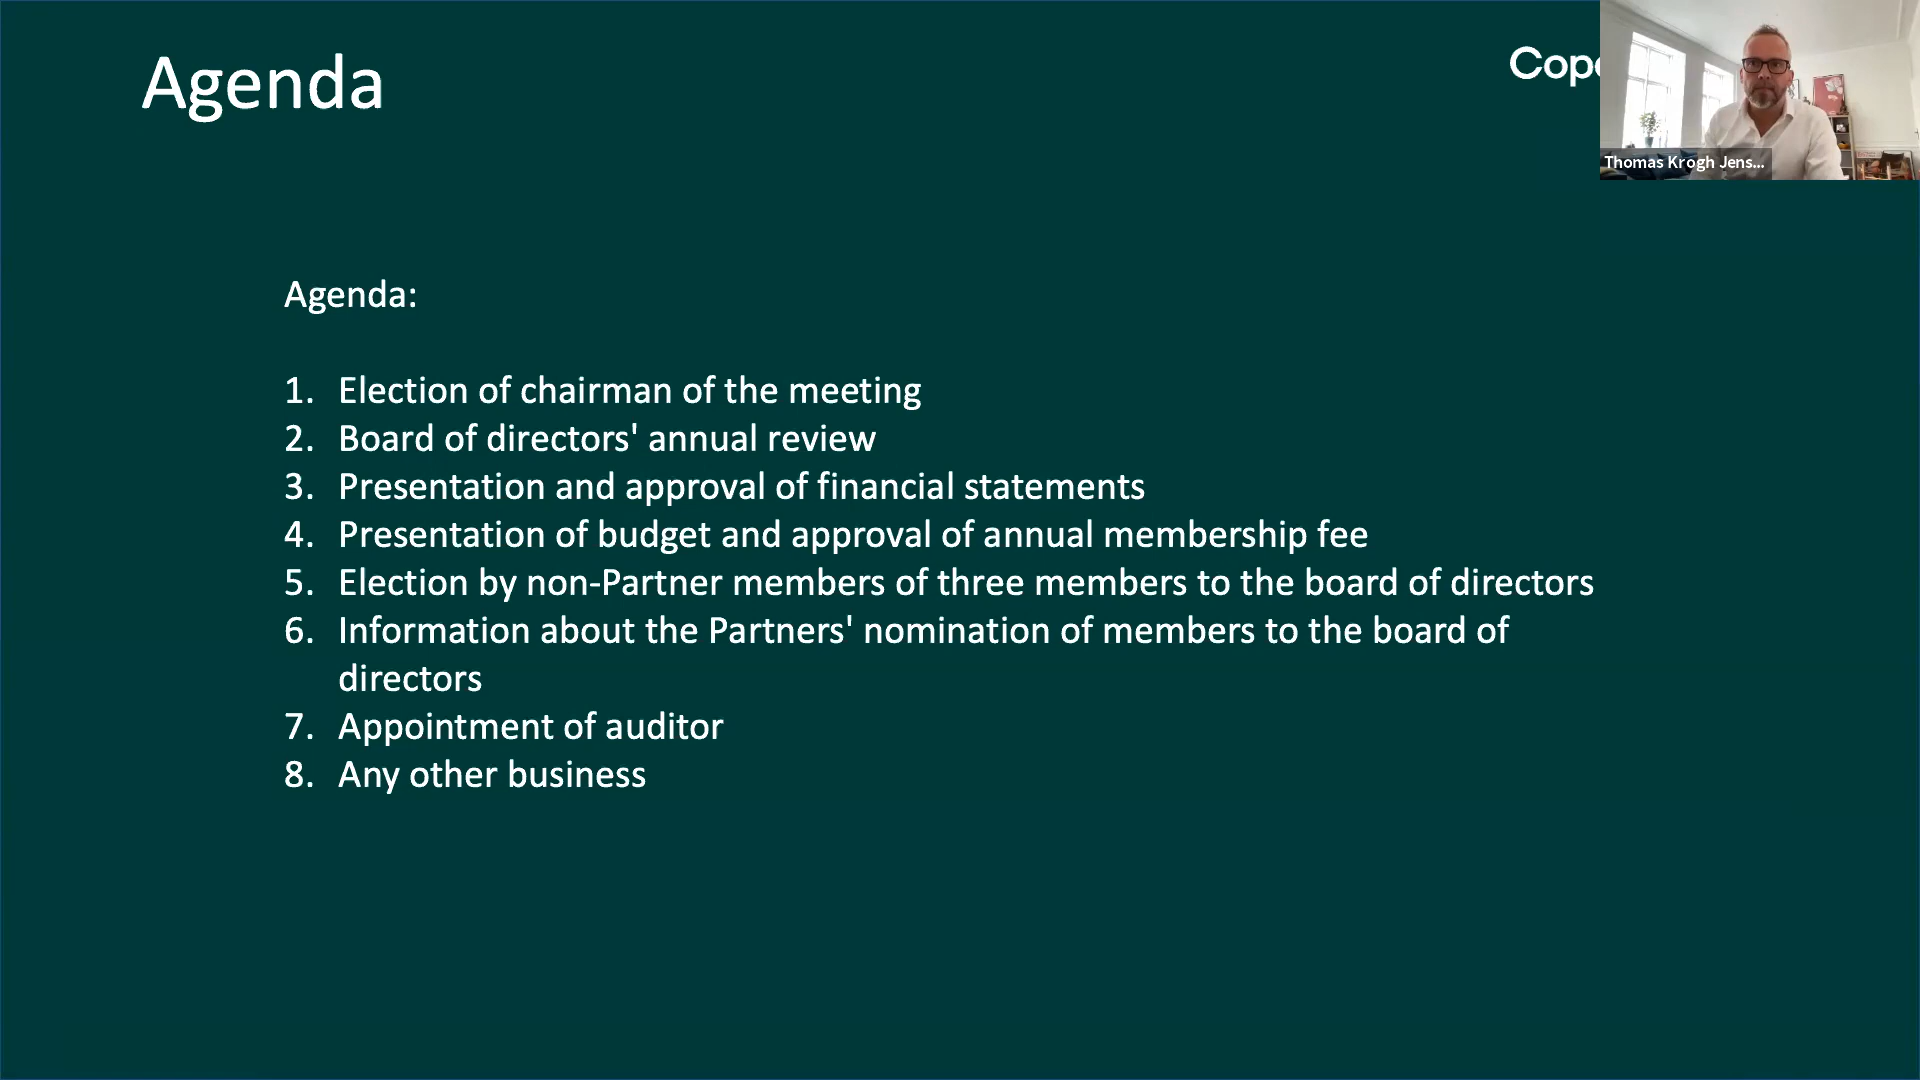 Agenda
Cope
Thomas Krogh Jens...
Agenda:
1. Election of chairman of the meeting
2. Board of directors' annual review
3. Presentation and approval of financial statements
4. Presentation of budget and approval of annual membership fee
5. Election by non-Partner members of three members to the board of directors
6. Information about the Partners' nomination of members to the board of
directors
7. Appointment of auditor
8. Any other business